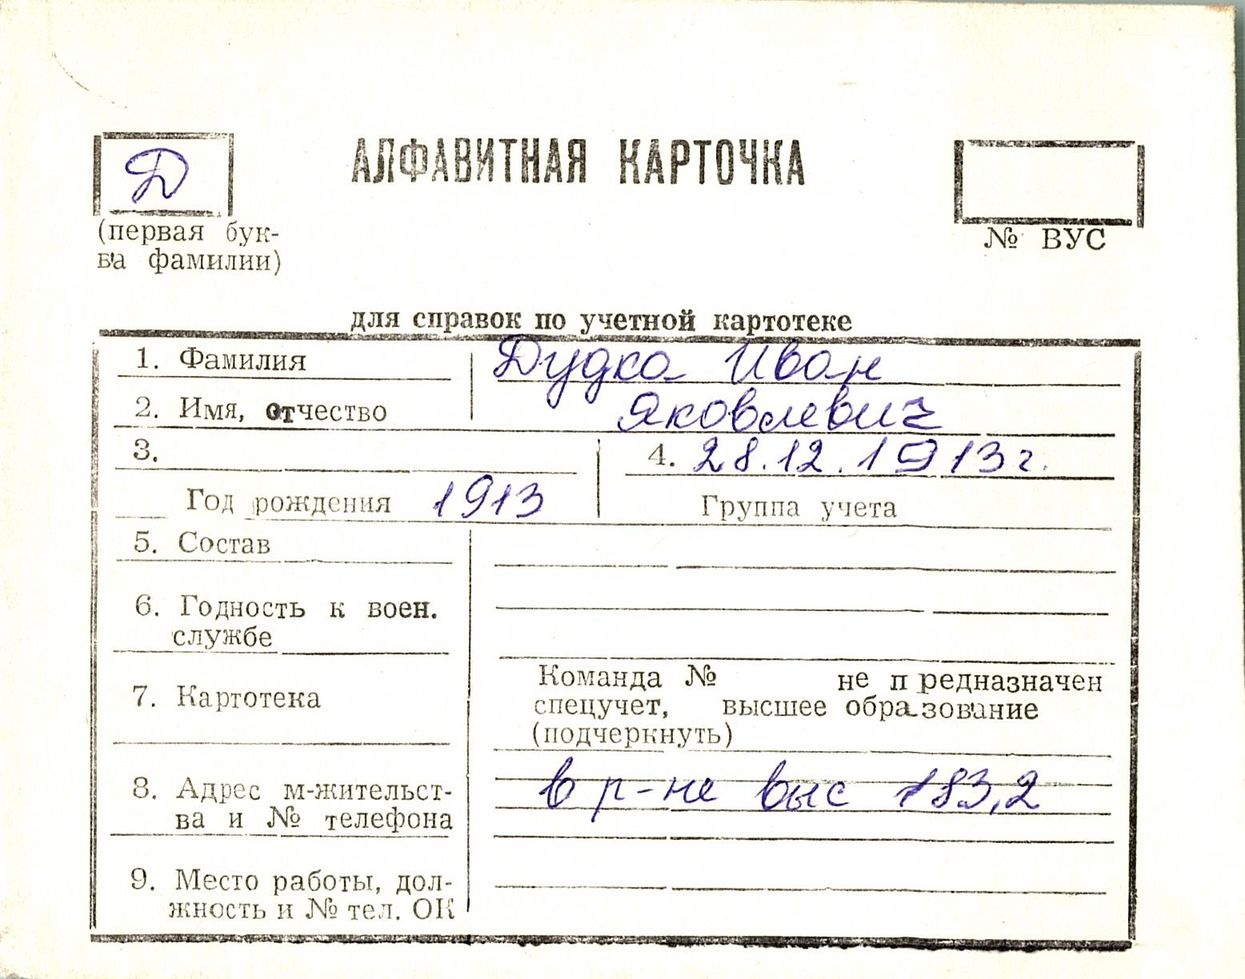 Д
АЛФАВИТНАЯ КАРТОЧКА
(первая бук-
ва фамилии)
№ ВУС
для справок по учетной картотеке
1. Фамилия Дудка Иван
2. Имя, отчество Яковлевич
3.
4. 28.12.1913 г.
Год рождения 1913
Группа учета
5. Состав
6. Годность к воен.
службе
7. Картотека
Команда № не п редназначен
спецучет, высшее образование
(подчеркнуть)
8. Адрес м-жительст-
ва и № телефона
в р-не выс 183,2
9. Место работы, дол-
жность и № тел. ОК